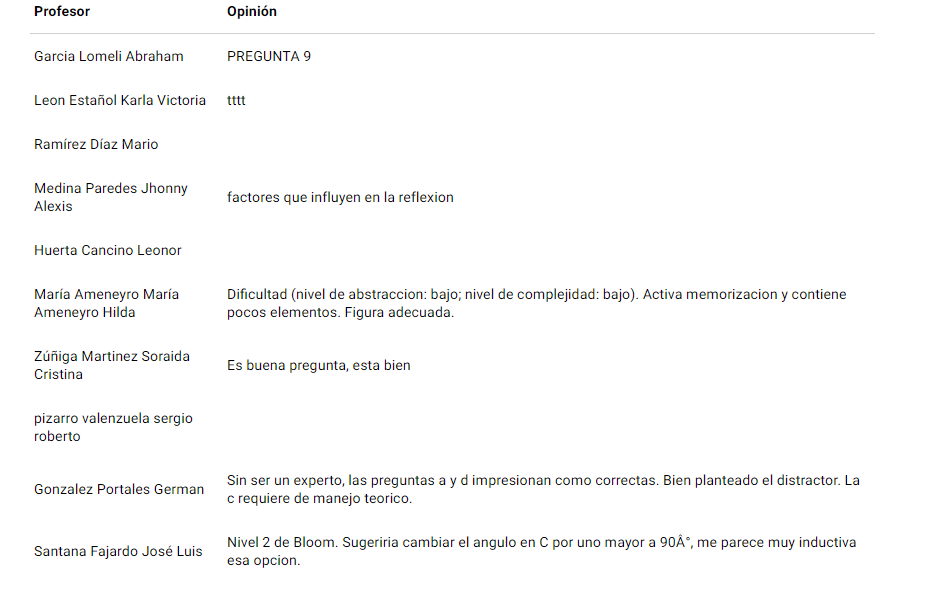 Profesor Opinión
Garcia Lomeli Abraham PREGUNTA 9
Leon Estañol Karla Victoria tttt
Ramírez Díaz Mario
Medina Paredes Jhonny
Alexis
factores que influyen en la reflexion
Huerta Cancino Leonor
María Ameneyro María
Ameneyro Hilda
Dificultad (nivel de abstraccion: bajo; nivel de complejidad: bajo). Activa memorizacion y contiene
pocos elementos. Figura adecuada.
Zúñiga Martinez Soraida
Cristina
Es buena pregunta, esta bien
pizarro valenzuela sergio
roberto
Gonzalez Portales German
Sin ser un experto, las preguntas a y d impresionan como correctas. Bien planteado el distractor. La
c requiere de manejo teorico.
Santana Fajardo José Luis
Nivel 2 de Bloom. Sugeriria cambiar el angulo en C por uno mayor a 90Â°, me parece muy inductiva
esa opcion.